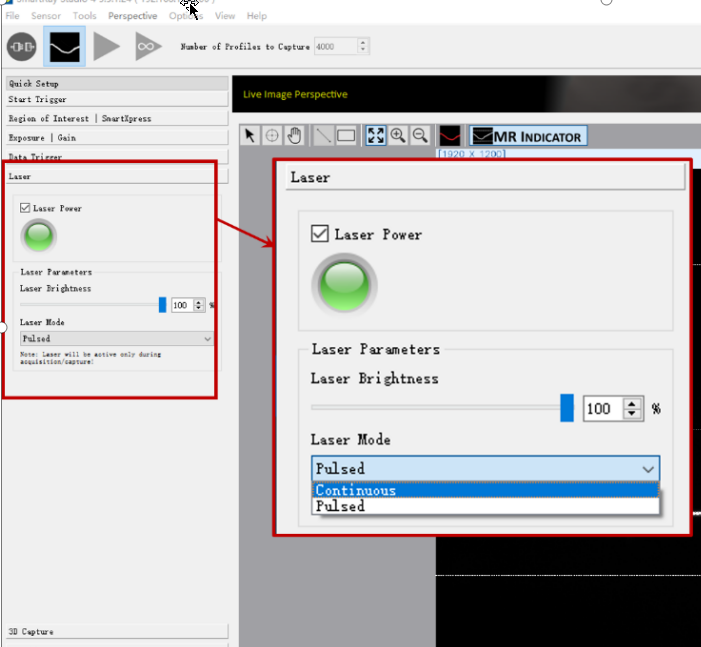 File Sensor Tools Perspective Options View Help
Number of Profiles to Capture 4000
Quick Setup
Start Trigger
Region of Interest | SmartXpress
Exposure | Gain
Data Trigger
Laser
Laser Power
Laser Parameters
Laser Brightness
100 %
Laser Mode
Pulsed
Note: Laser will be active only during
acquisition/capture!
3D Capture
Live Image Perspective
MR INDICATOR
[1920 X 1200]
Laser
Laser Power
Laser Parameters
Laser Brightness
100 %
Laser Mode
Pulsed
Continuous
Pulsed